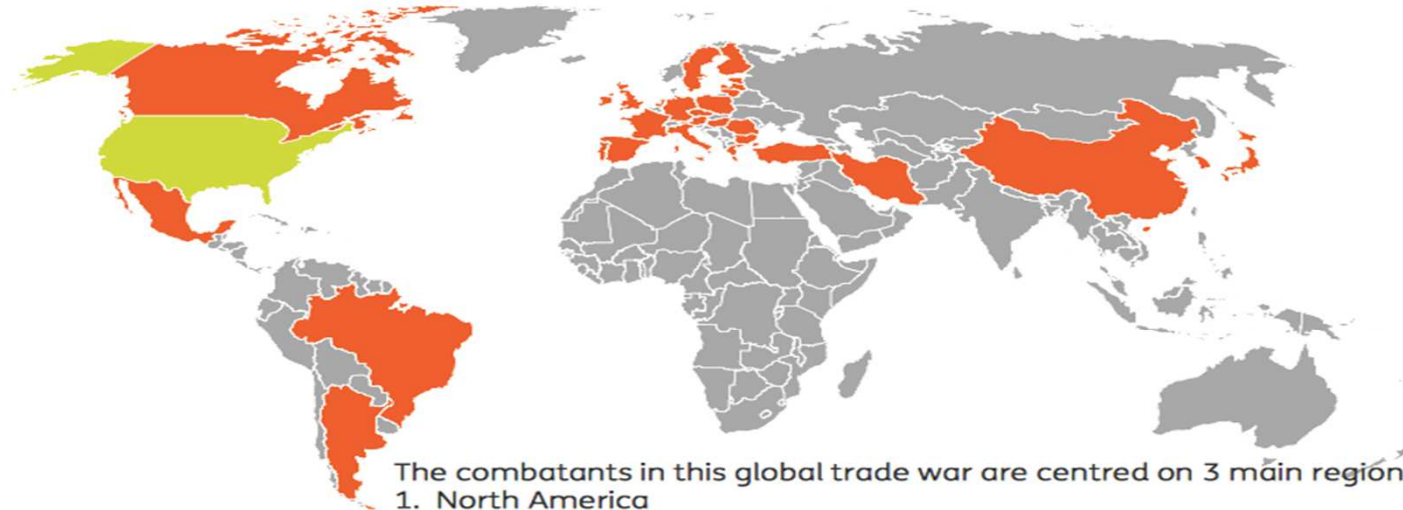 The combatants in this global trade war are centred on 3 main region
1. North America